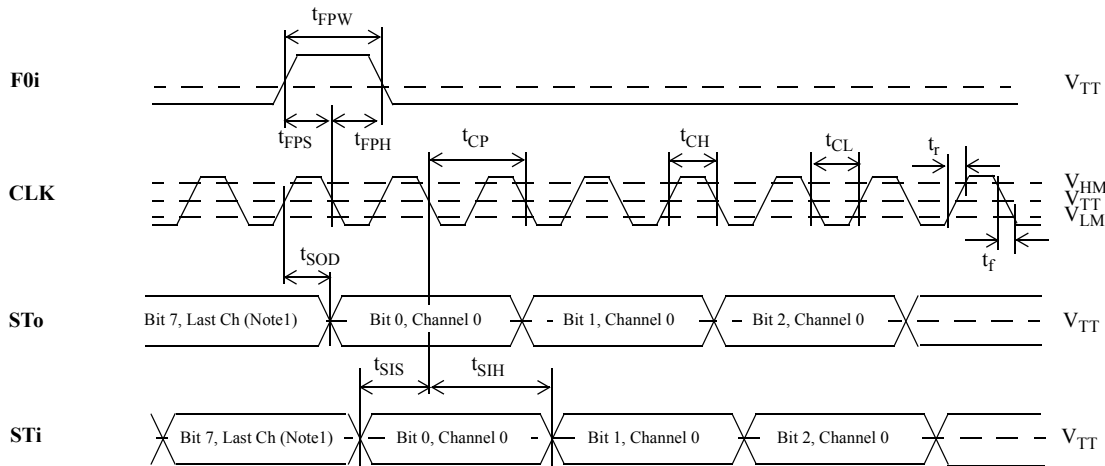 tFPW
F0i
VTT
tFPS
tFPH
tCP
tCH
tCL
tr
CLK
VHM
VTT
VLM
tSOD
tf
STo
Bit 7, Last Ch (Note1)
Bit 0, Channel 0
Bit 1, Channel 0
Bit 2, Channel 0
VTT
tSIS
tSIH
STi
Bit 7, Last Ch (Note1)
Bit 0, Channel 0
Bit 1, Channel 0
Bit 2, Channel 0
VTT